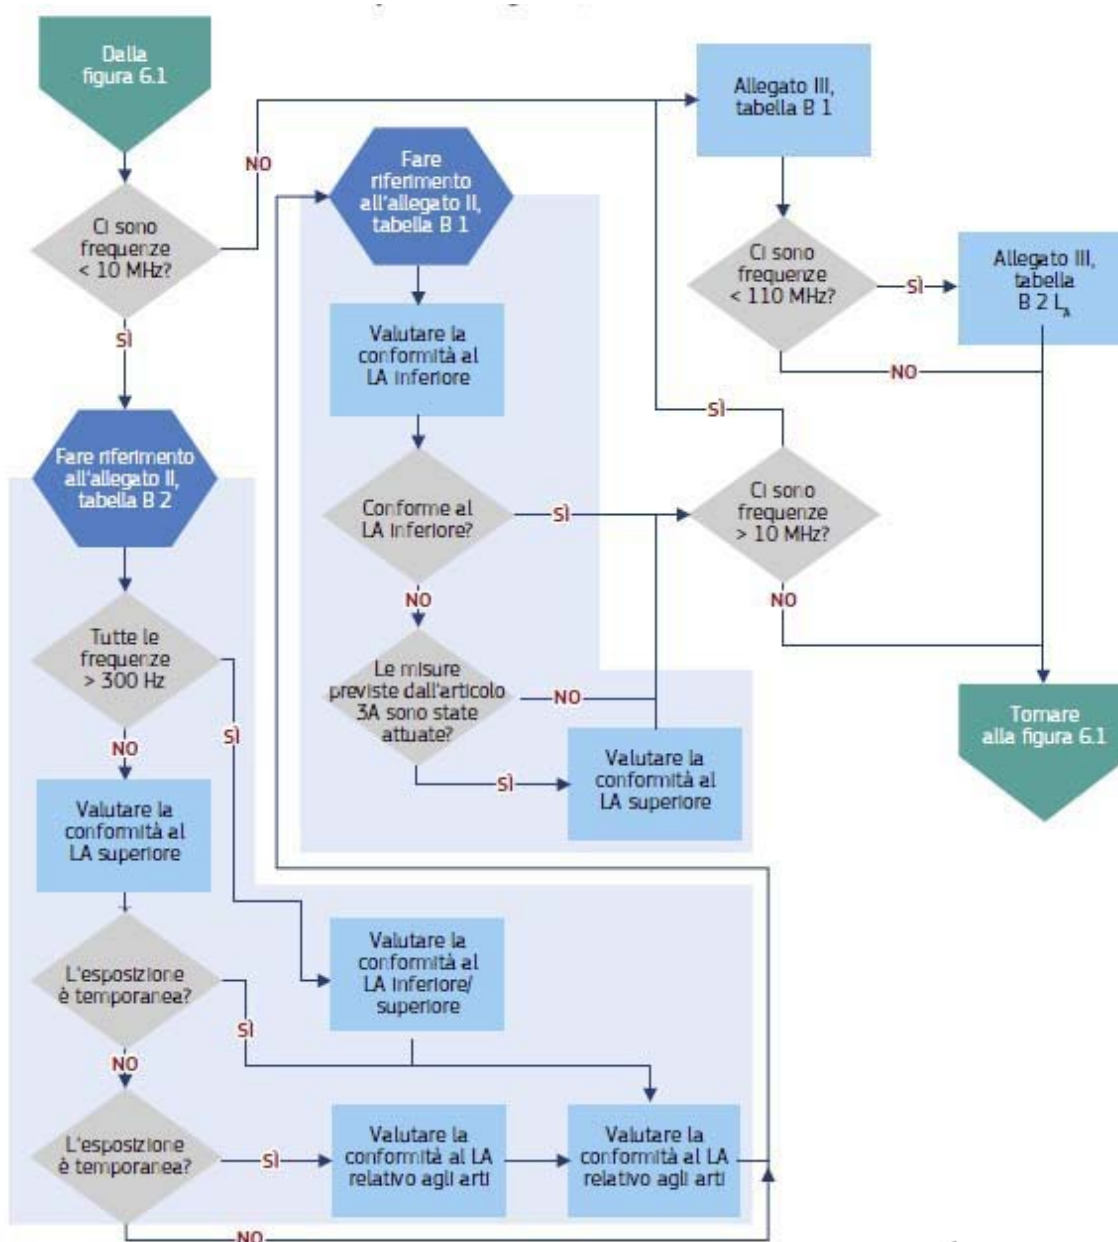 Dalla
figura 6.1
Ci sono
frequenze
< 10 MHz?
NO
SÌ
Fare riferimento
all'allegato II,
tabella B 2
Tutte le
frequenze
> 300 Hz
NO
SÌ
Valutare la
conformità al
LA superiore
L'esposizione
è temporanea?
SÌ
NO
L'esposizione
è temporanea?
SÌ
NO
Valutare la
conformità al
LA inferiore/
superiore
Valutare la
conformità al LA
relativo agli arti
Valutare la
conformità al LA
relativo agli arti
Fare
riferimento
all'allegato II,
tabella B 1
Valutare la
conformità al
LA inferiore
Conforme al
LA inferiore?
SÌ
NO
Le misure
previste dall'articolo
3A sono state
attuate?
NO
SÌ
Valutare la
conformità al
LA superiore
Ci sono
frequenze
> 10 MHz?
SÌ
NO
Allegato III,
tabella B 1
Ci sono
frequenze
< 110 MHz?
SÌ
NO
Allegato III,
tabella
B 2 LA
Tornare
alla figura 6.1